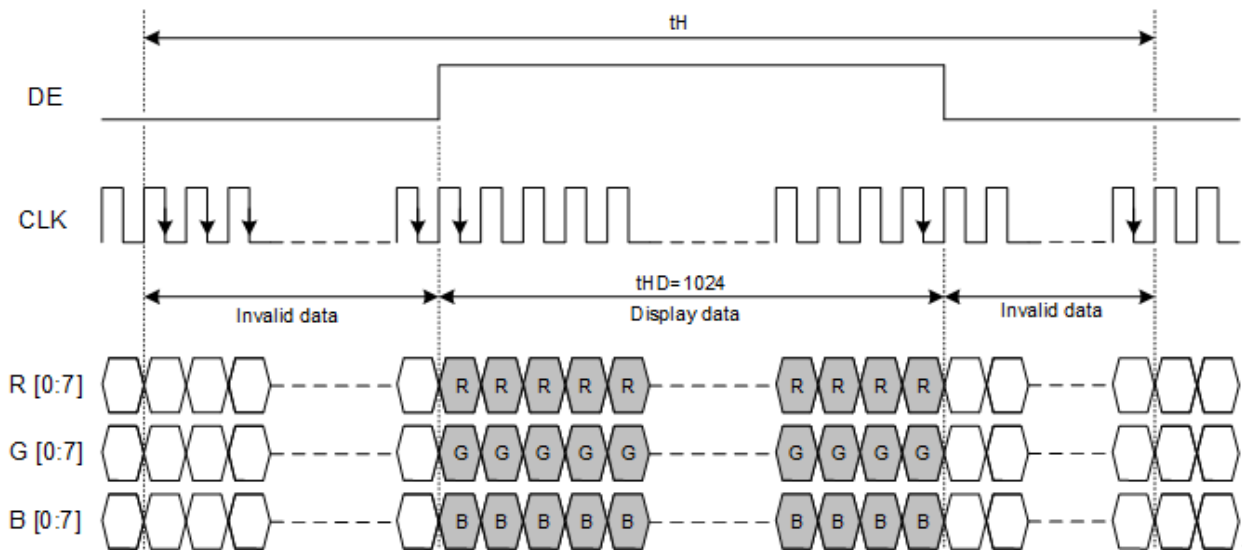 tH
DE
CLK
tHD=1024
Invalid data Display data Invalid data
R [0:7] R R R R R R R R R
G [0:7] G G G G G G G G G
B [0:7] B B B B B B B B B